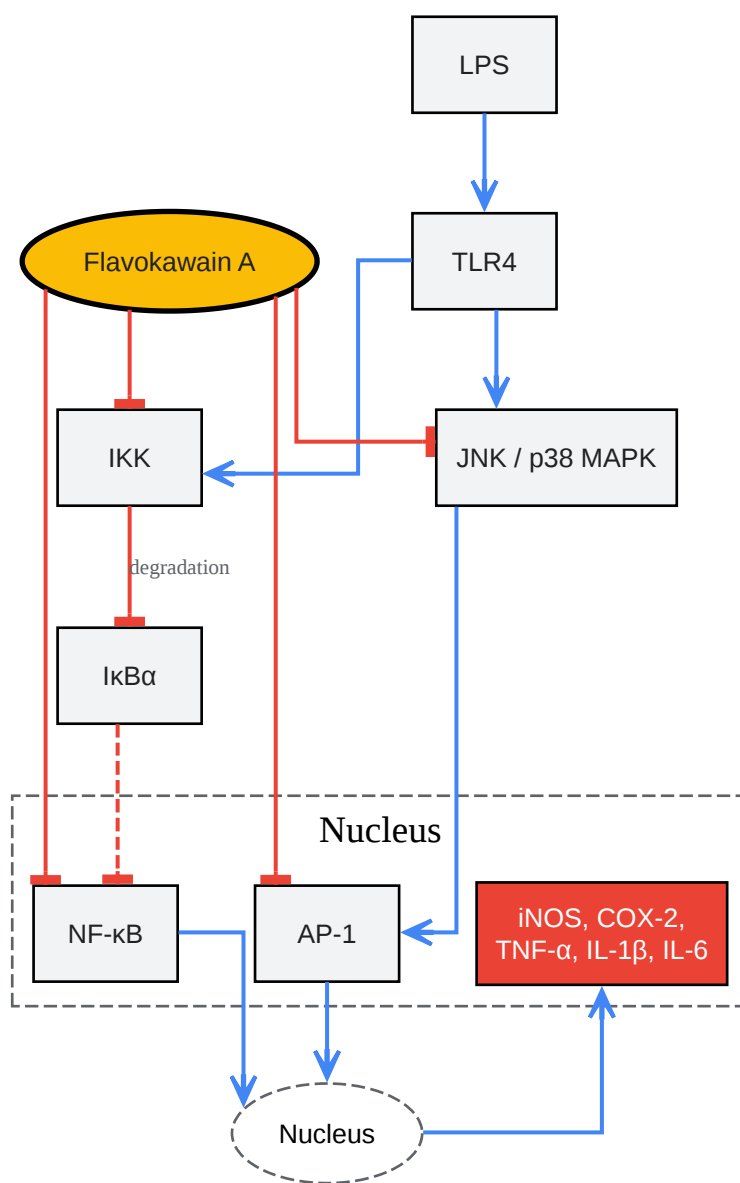 LPS
Flavokawain A
TLR4
IKK
JNK / p38 MAPK
degradation
IκBα
Nucleus
NF-κB
AP-1
iNOS, COX-2,
TNF-α, IL-1β, IL-6
Nucleus